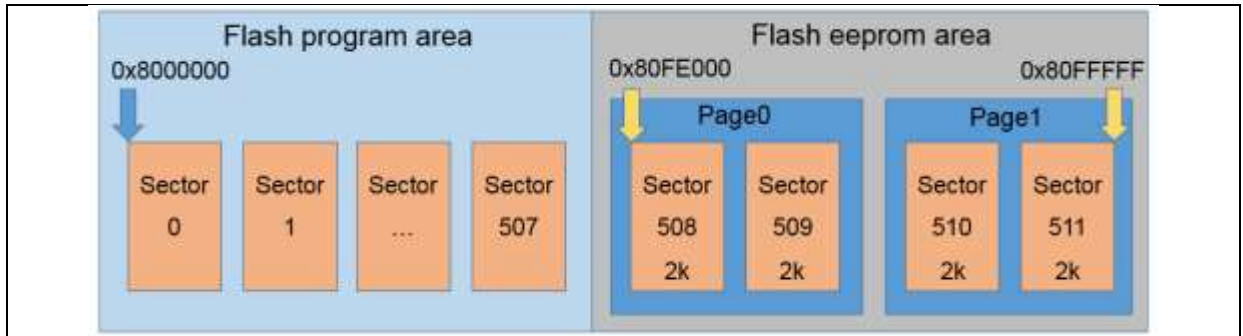 Flash program area
Flash eeprom area
0x8000000
0x80FE000
0x80FFFFF
Page0
Page1
Sector
0
Sector
1
Sector
...
Sector
507
Sector
508
2k
Sector
509
2k
Sector
510
2k
Sector
511
2k